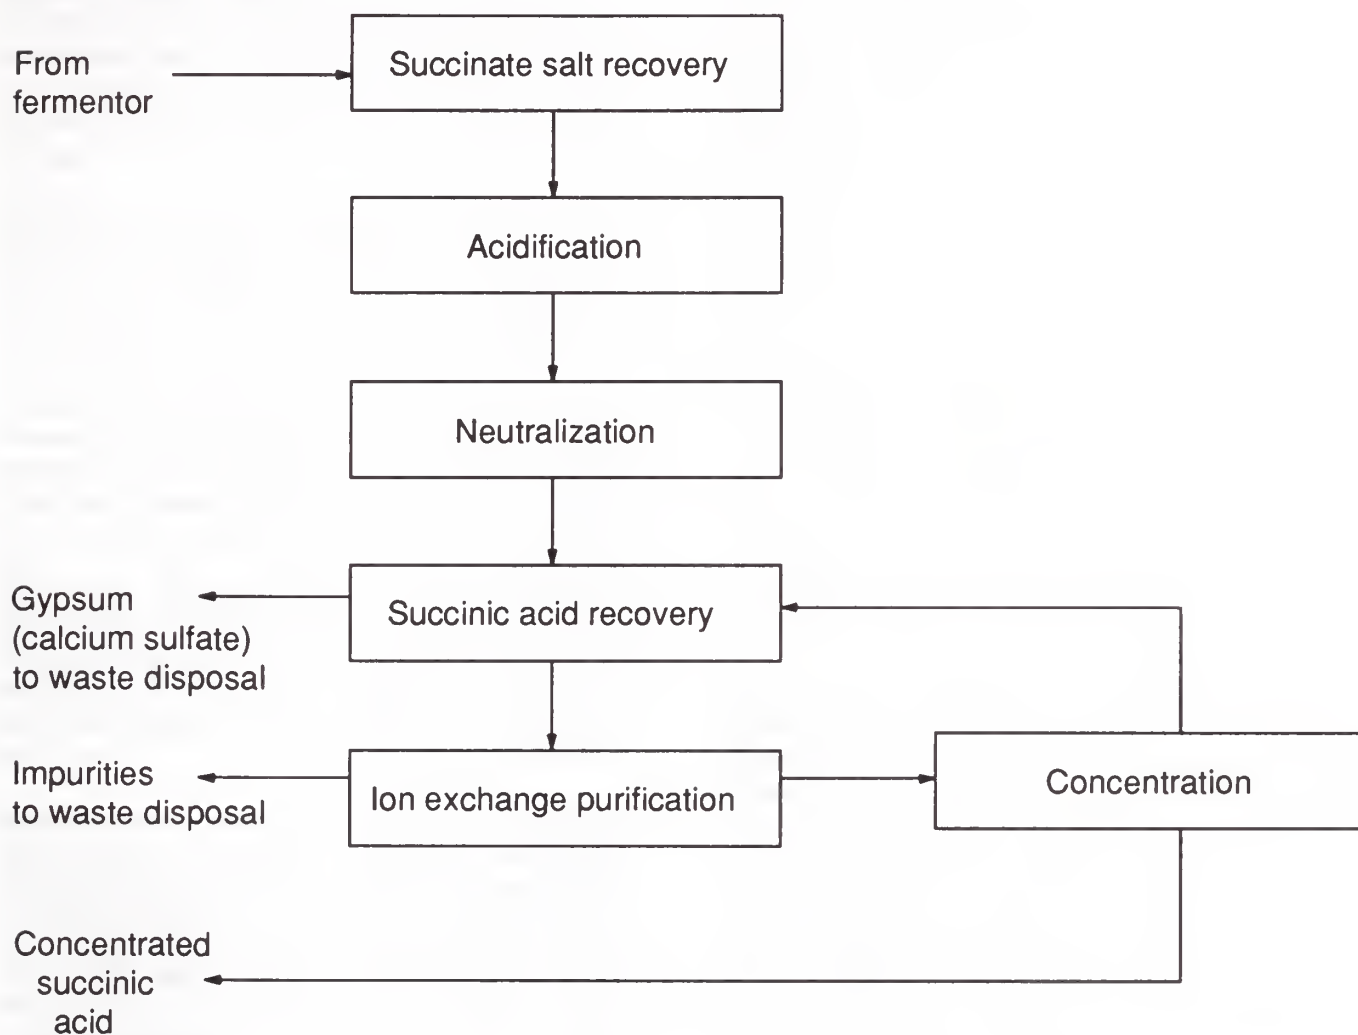 From
fermentor
Succinate salt recovery
Acidification
Neutralization
Gypsum
(calcium sulfate)
to waste disposal
Succinic acid recovery
Impurities
to waste disposal
Ion exchange purification
Concentration
Concentrated
succinic
acid